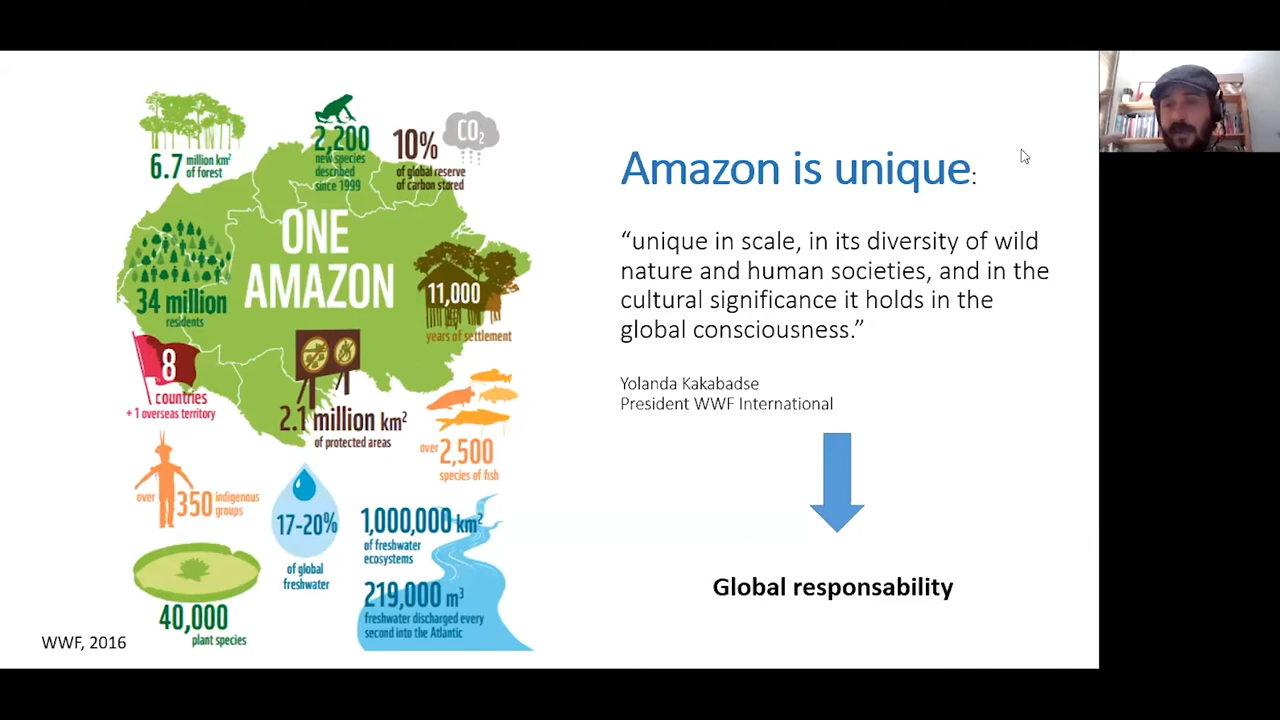 6.7 million km²
of forest
2,200
new species
described
since 1999
10%
of global reserve
of carbon stored
CO₂
ONE
AMAZON
34 million
residents
11,000
years of settlement
8
countries
+ 1 overseas territory
2.1 million km²
of protected areas
over 2,500
species of fish
over 350 indigenous
groups
17-20%
of global
freshwater
1,000,000 km²
of freshwater
ecosystems
219,000 m³
freshwater discharged every
second into the Atlantic
40,000
plant species
WWF, 2016
Amazon is unique:
“unique in scale, in its diversity of wild
nature and human societies, and in the
cultural significance it holds in the
global consciousness.”
Yolanda Kakabadse
President WWF International
Global responsability